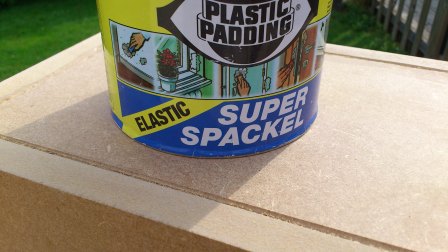 PLASTIC
PADDING
ELASTIC
SUPER
SPACKEL